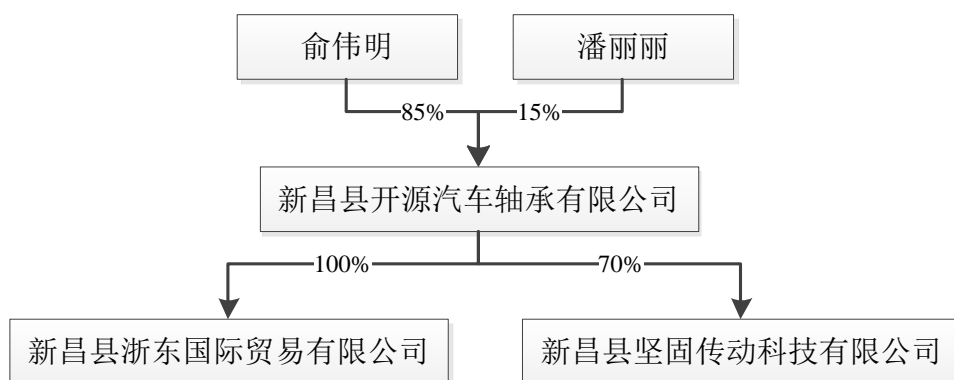 俞伟明
潘丽丽
85%
15%
新昌县开源汽车轴承有限公司
100%
70%
新昌县浙东国际贸易有限公司
新昌县坚固传动科技有限公司